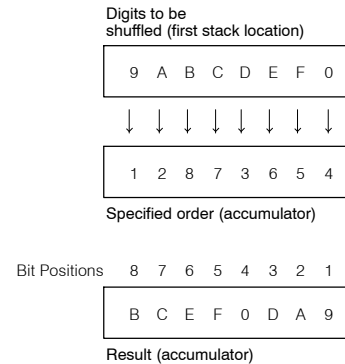 Digits to be
shuffled (first stack location)
9 A B C D E F 0
1 2 8 7 3 6 5 4
Specified order (accumulator)
Bit Positions 8 7 6 5 4 3 2 1
B C E F 0 D A 9
Result (accumulator)